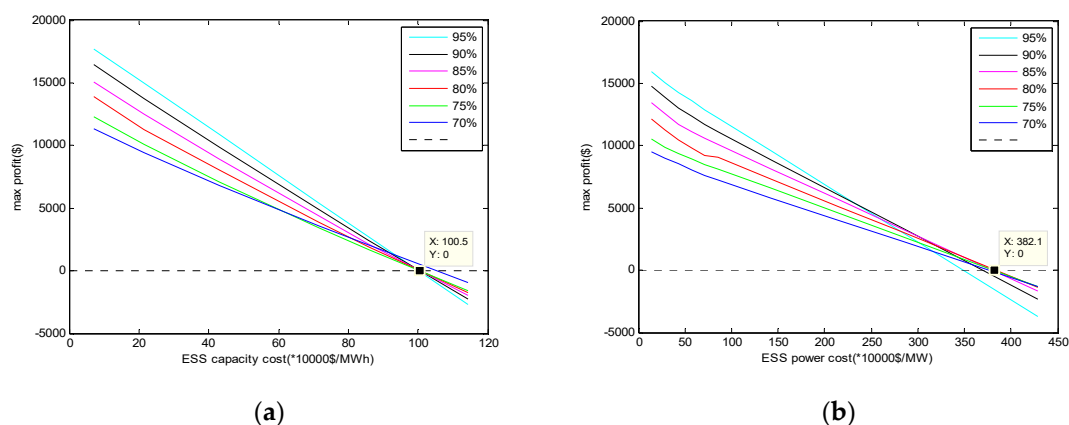 20000
15000
10000
5000
0
-5000
max profit($)
0 20 40 60 80 100 120
ESS capacity cost(*10000$/MWh)
95%
90%
85%
80%
75%
70%
X: 100.5
Y: 0
(a)
20000
15000
10000
5000
0
-5000
max profit($)
0 50 100 150 200 250 300 350 400 450
ESS power cost(*10000$/MW)
95%
90%
85%
80%
75%
70%
X: 382.1
Y: 0
(b)